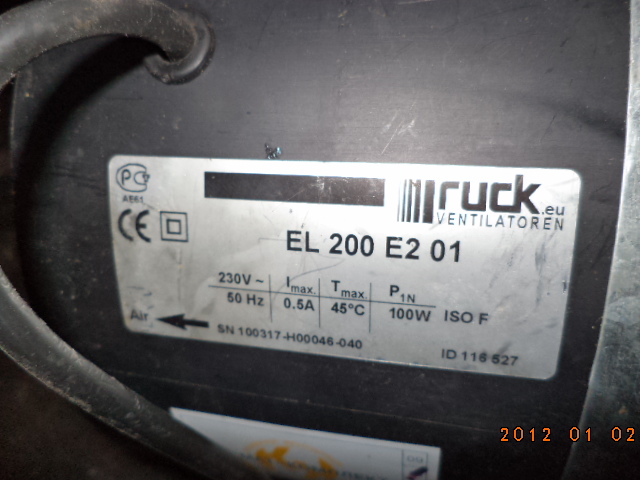 РС
AE61
CE
ruck.eu
VENTILATOREN
EL 200 E2 01
230V ~
50 Hz
Imax.
0.5A
Tmax.
45°C
P1N
100W
ISO F
Air
SN 100317-H00046-040
ID 116 527
2012 01 02